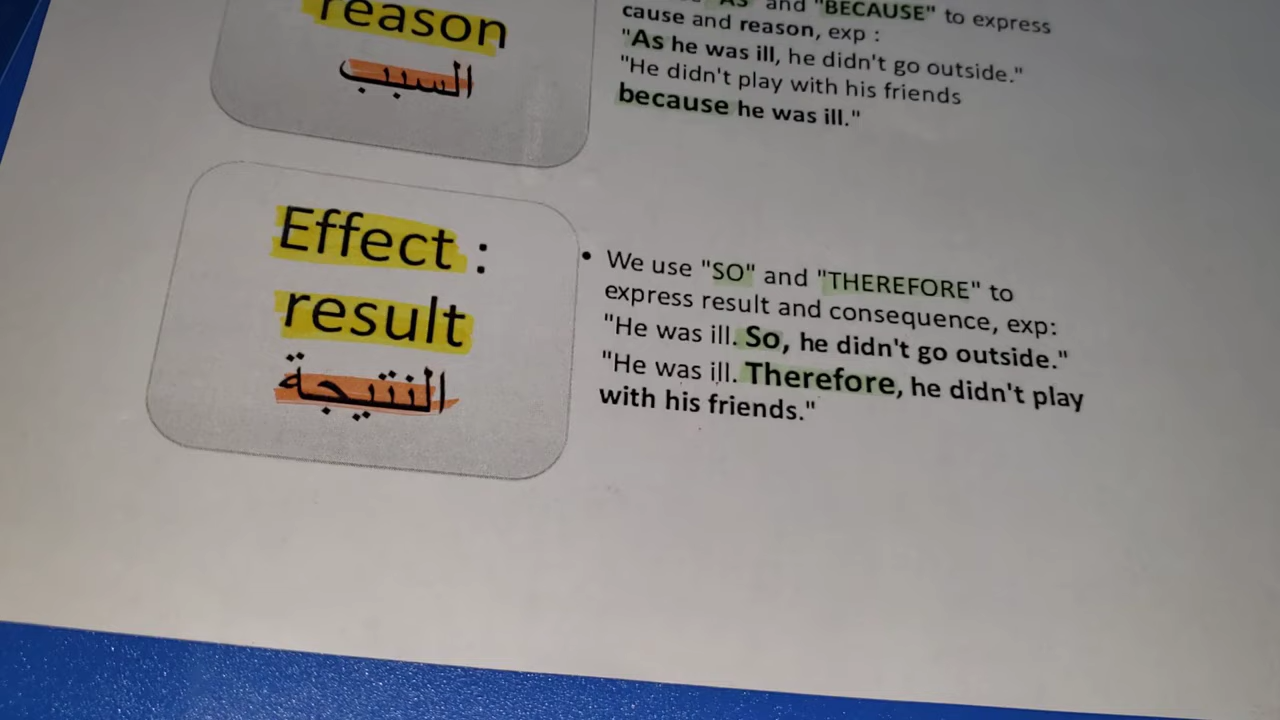 reason
السبب
"AS" and "BECAUSE" to express
cause and reason, exp :
"As he was ill, he didn't go outside."
"He didn't play with his friends
because he was ill."
Effect :
result
النتيجة
• We use "SO" and "THEREFORE" to
express result and consequence, exp:
"He was ill. So, he didn't go outside."
"He was ill. Therefore, he didn't play
with his friends."